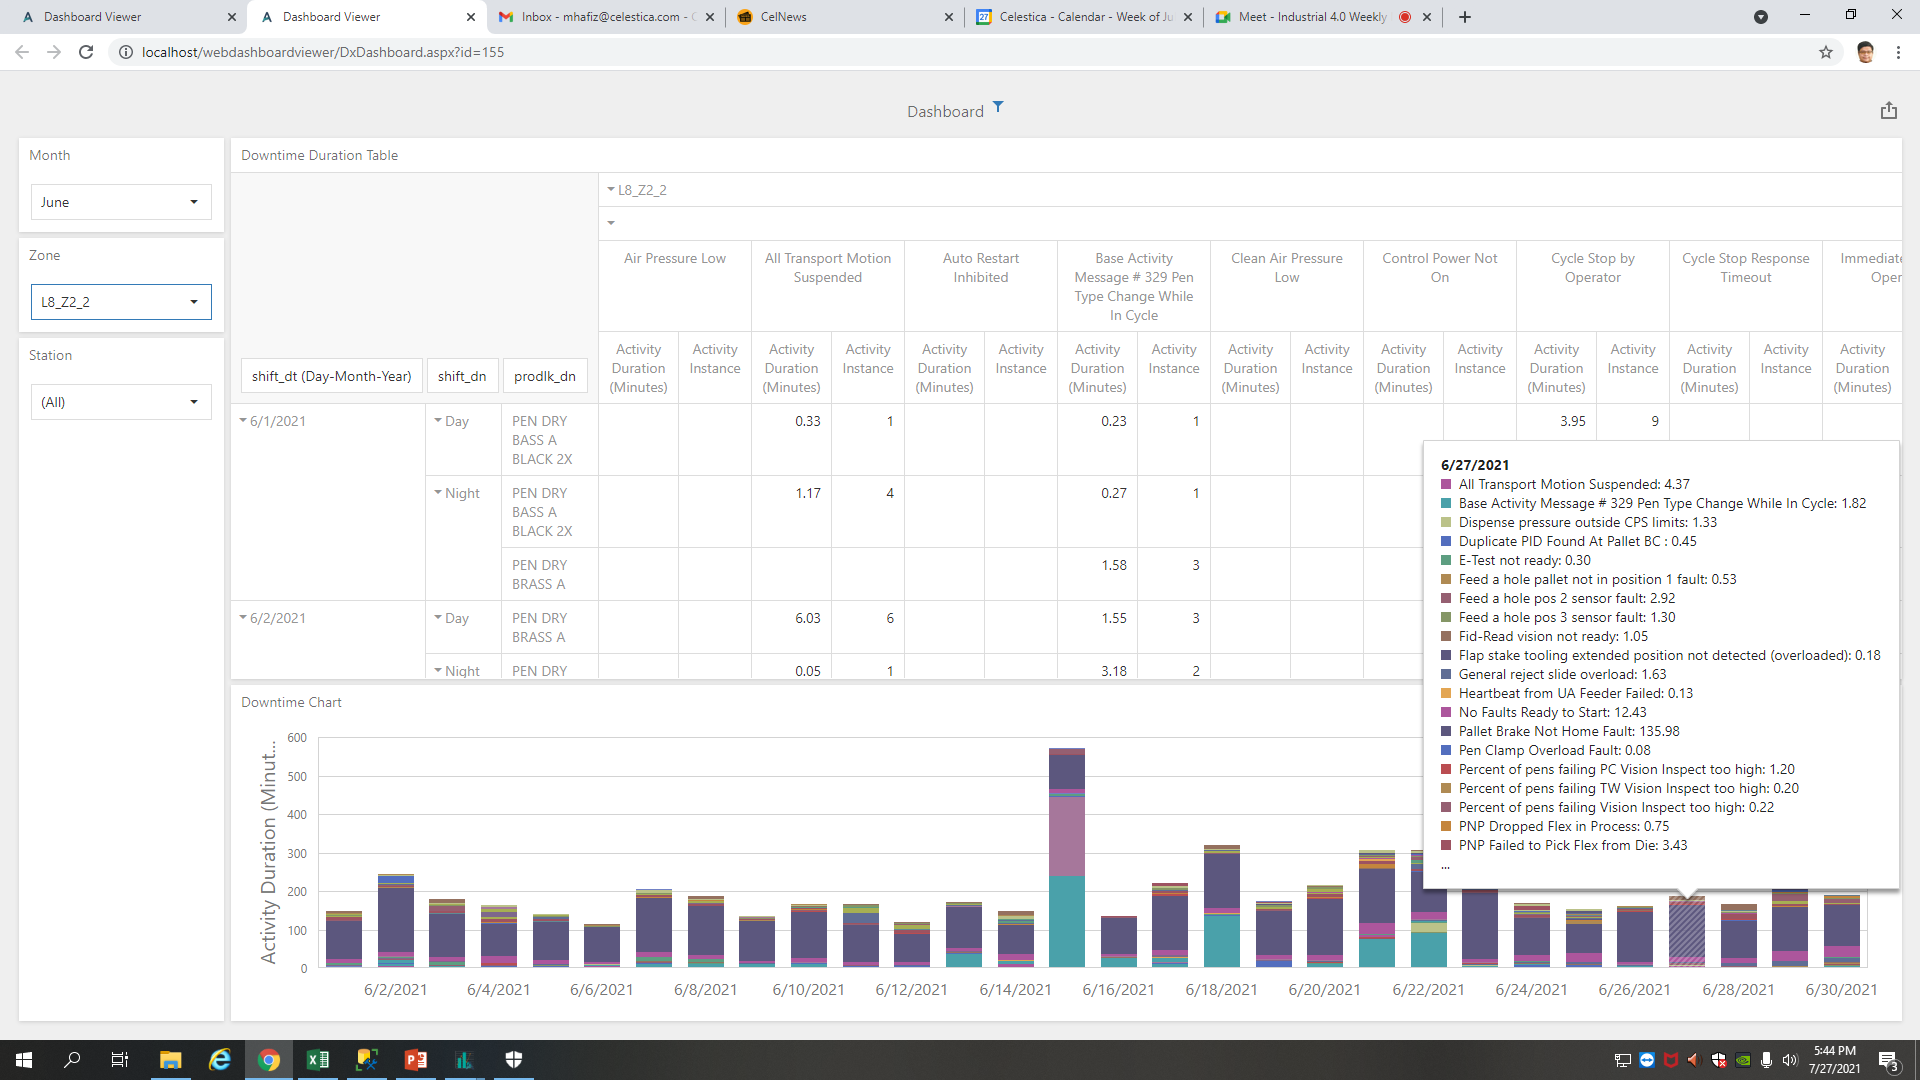 Dashboard Viewer
Dashboard Viewer
Inbox - mhafiz@celestica.com - C
CelNews
27
Celestica - Calendar - Week of Ju
Meet - Industrial 4.0 Weekly
localhost/webdashboardviewer/DxDashboard.aspx?id=155
Dashboard
Month
June
Zone
L8_Z2_2
Station
(All)
Downtime Duration Table
L8_Z2_2
Air Pressure Low
All Transport Motion Suspended
Auto Restart Inhibited
Base Activity Message # 329 Pen Type Change While In Cycle
Clean Air Pressure Low
Control Power Not On
Cycle Stop by Operator
Cycle Stop Response Timeout
Immediate
Oper
shift_dt (Day-Month-Year)
shift_dn
prodlk_dn
Activity Duration (Minutes)
Activity Instance
Activity Duration (Minutes)
Activity Instance
Activity Duration (Minutes)
Activity Instance
Activity Duration (Minutes)
Activity Instance
Activity Duration (Minutes)
Activity Instance
Activity Duration (Minutes)
Activity Instance
Activity Duration (Minutes)
Activity Instance
Activity Duration (Minutes)
Activity Instance
Activity Duration (Minutes)
6/1/2021 Day PEN DRY BASS A BLACK 2X 0.33 1 0.23 1 3.95 9
Night PEN DRY BASS A BLACK 2X 1.17 4 0.27 1
PEN DRY BRASS A 1.58 3
6/2/2021 Day PEN DRY BRASS A 6.03 6 1.55 3
Night PEN DRY 0.05 1 3.18 2
6/27/2021
All Transport Motion Suspended: 4.37
Base Activity Message # 329 Pen Type Change While In Cycle: 1.82
Dispense pressure outside CPS limits: 1.33
Duplicate PID Found At Pallet BC : 0.45
E-Test not ready: 0.30
Feed a hole pallet not in position 1 fault: 0.53
Feed a hole pos 2 sensor fault: 2.92
Feed a hole pos 3 sensor fault: 1.30
Fid-Read vision not ready: 1.05
Flap stake tooling extended position not detected (overloaded): 0.18
General reject slide overload: 1.63
Heartbeat from UA Feeder Failed: 0.13
No Faults Ready to Start: 12.43
Pallet Brake Not Home Fault: 135.98
Pen Clamp Overload Fault: 0.08
Percent of pens failing PC Vision Inspect too high: 1.20
Percent of pens failing TW Vision Inspect too high: 0.20
Percent of pens failing Vision Inspect too high: 0.22
PNP Dropped Flex in Process: 0.75
PNP Failed to Pick Flex from Die: 3.43
...
Downtime Chart
Activity Duration (Minut...
600
500
400
300
200
100
0
6/2/2021 6/4/2021 6/6/2021 6/8/2021 6/10/2021 6/12/2021 6/14/2021 6/16/2021 6/18/2021 6/20/2021 6/22/2021 6/24/2021 6/26/2021 6/28/2021 6/30/2021
5:44 PM
7/27/2021
3